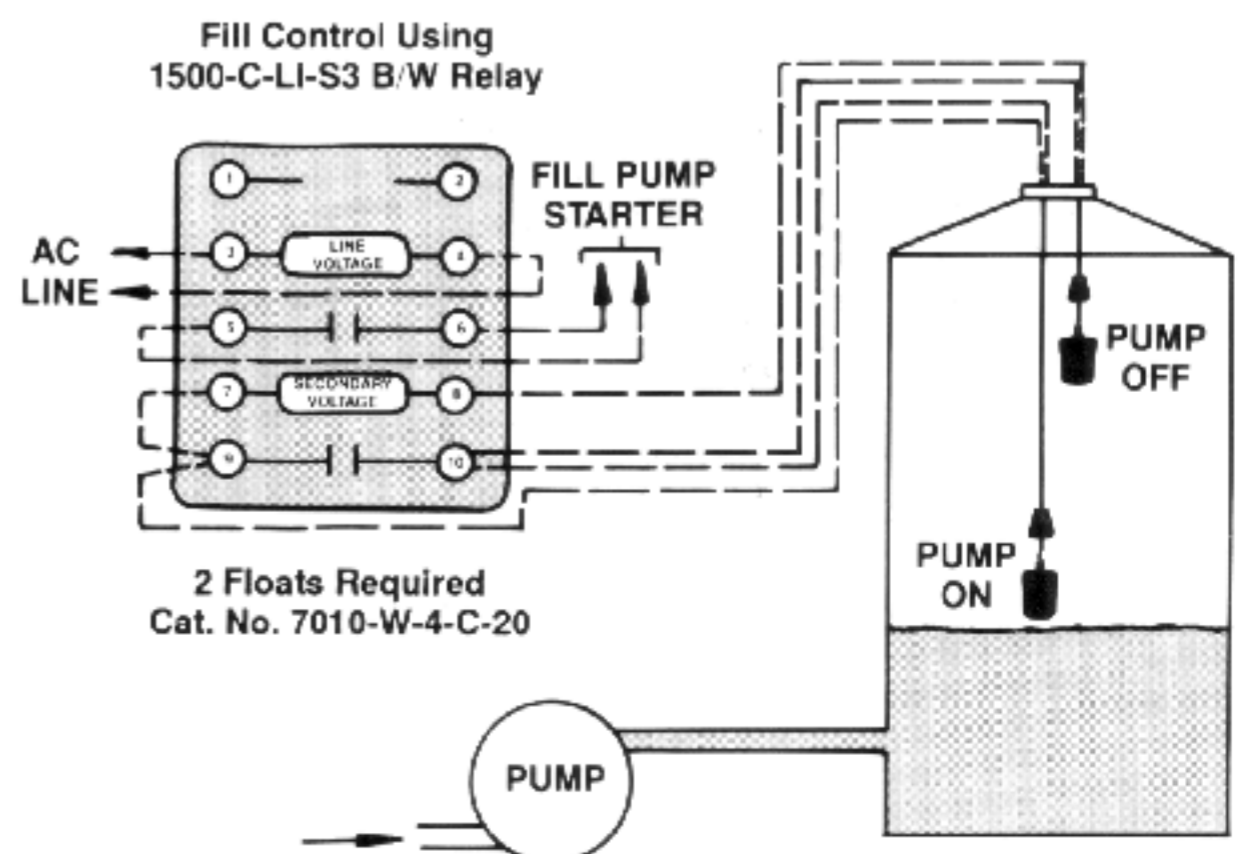 Fill Control Using
1500-C-LI-S3 B/W Relay
1
2
FILL PUMP
STARTER
AC
LINE
3
LINE
VOLTAGE
4
5
6
7
SECONDARY
VOLTAGE
8
9
10
PUMP
OFF
PUMP
ON
2 Floats Required
Cat. No. 7010-W-4-C-20
PUMP